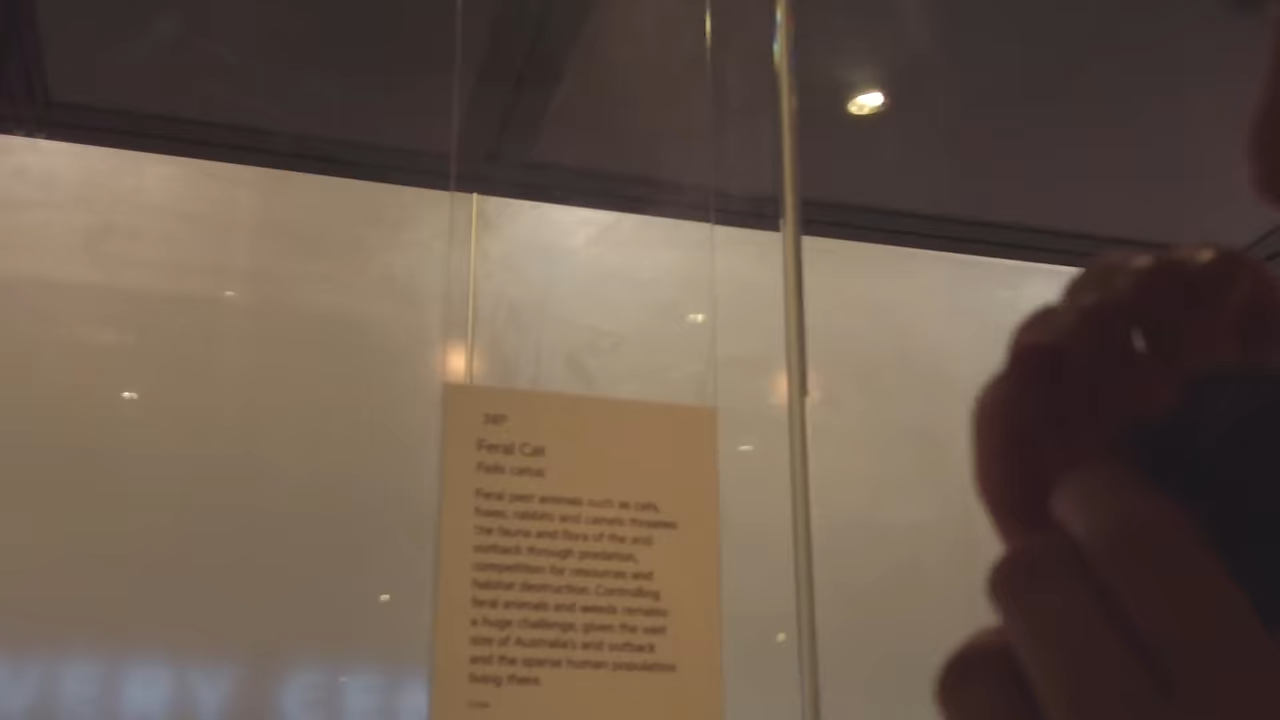 Feral Cat
Felis catus
Feral pest animals such as cats,
foxes, rabbits and camels threaten
the fauna and flora of the arid
outback through predation,
competition for resources and
habitat destruction. Controlling
feral animals and weeds remains
a huge challenge, given the vast
size of Australia's arid outback
and the sparse human population
living there.
VERY